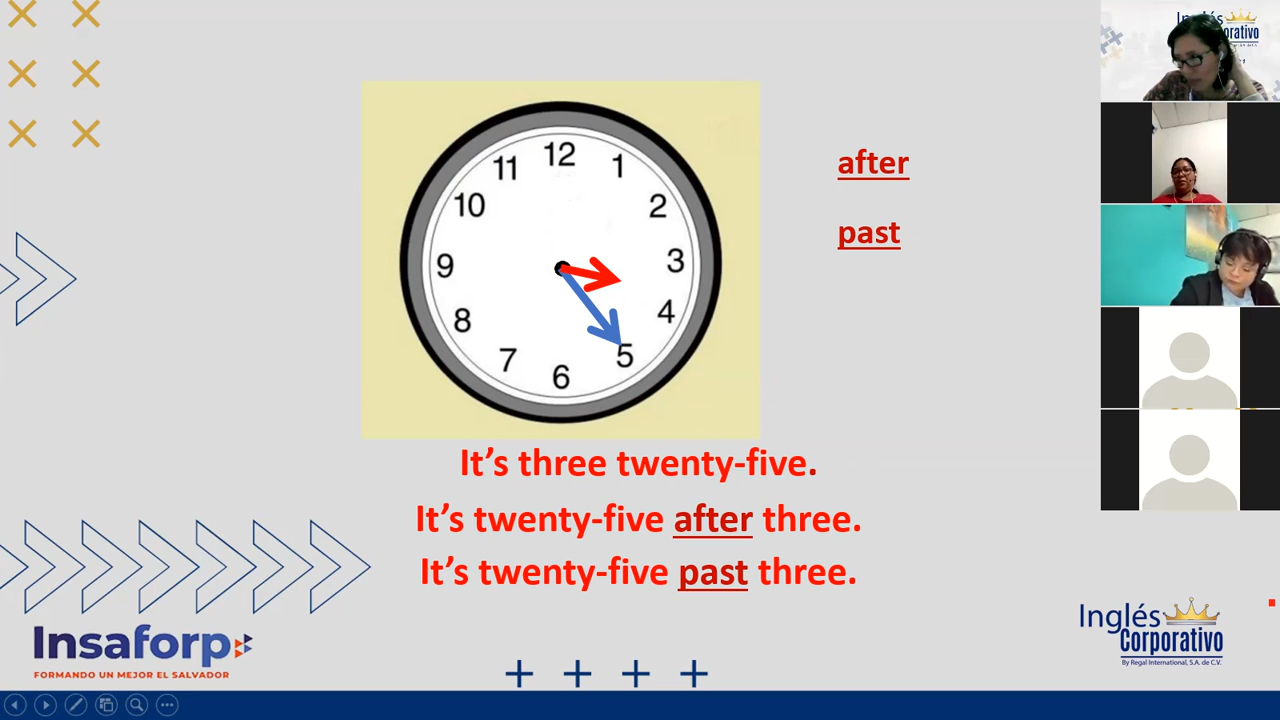 12
11
1
10
2
9
3
8
4
7
5
6
after
past
It's three twenty-five.
It's twenty-five after three.
It's twenty-five past three.
Insaforp
FORMANDO UN MEJOR EL SALVADOR
Inglés
Corporativo
By Regal International, S.A. de C.V.